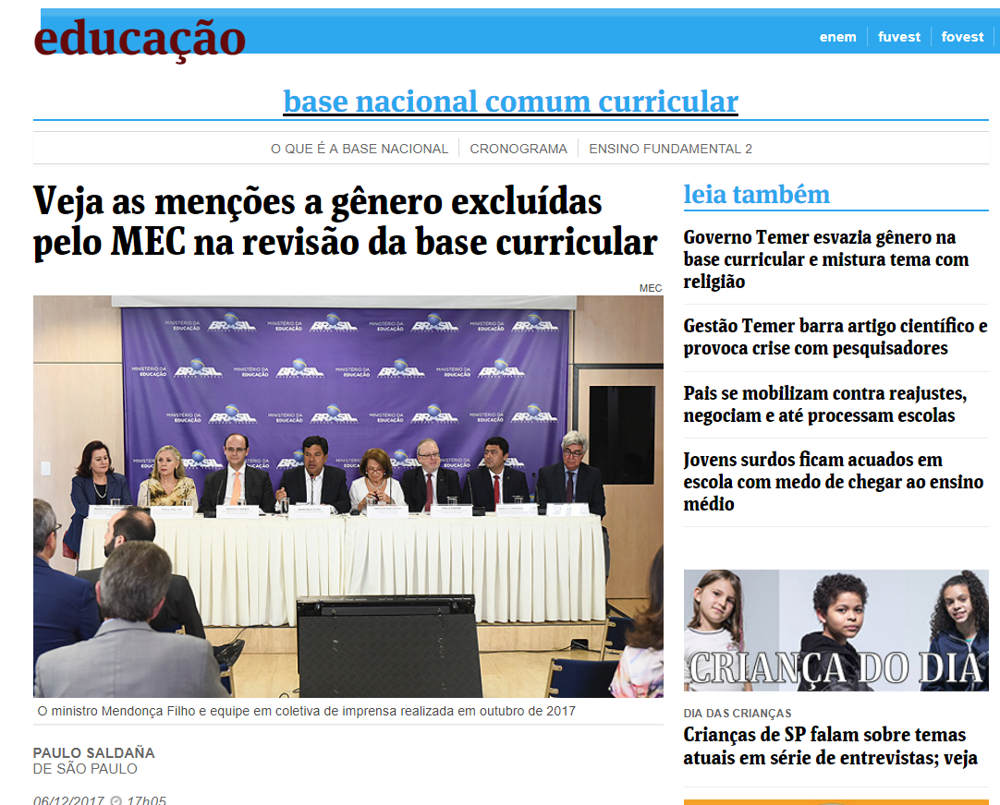 educação
enem
fuvest
fovest
base nacional comum curricular
O QUE É A BASE NACIONAL
CRONOGRAMA
ENSINO FUNDAMENTAL 2
Veja as menções a gênero excluídas
pelo MEC na revisão da base curricular
MEC
MINISTÉRIO DA EDUCAÇÃO BRASIL
O ministro Mendonça Filho e equipe em coletiva de imprensa realizada em outubro de 2017
PAULO SALDAÑA
DE SÃO PAULO
06/12/2017 17h05
leia também
Governo Temer esvazia gênero na
base curricular e mistura tema com
religião
Gestão Temer barra artigo científico e
provoca crise com pesquisadores
Pais se mobilizam contra reajustes,
negociam e até processam escolas
Jovens surdos ficam acuados em
escola com medo de chegar ao ensino
médio
CRIANÇA DO DIA
DIA DAS CRIANÇAS
Crianças de SP falam sobre temas
atuais em série de entrevistas; veja